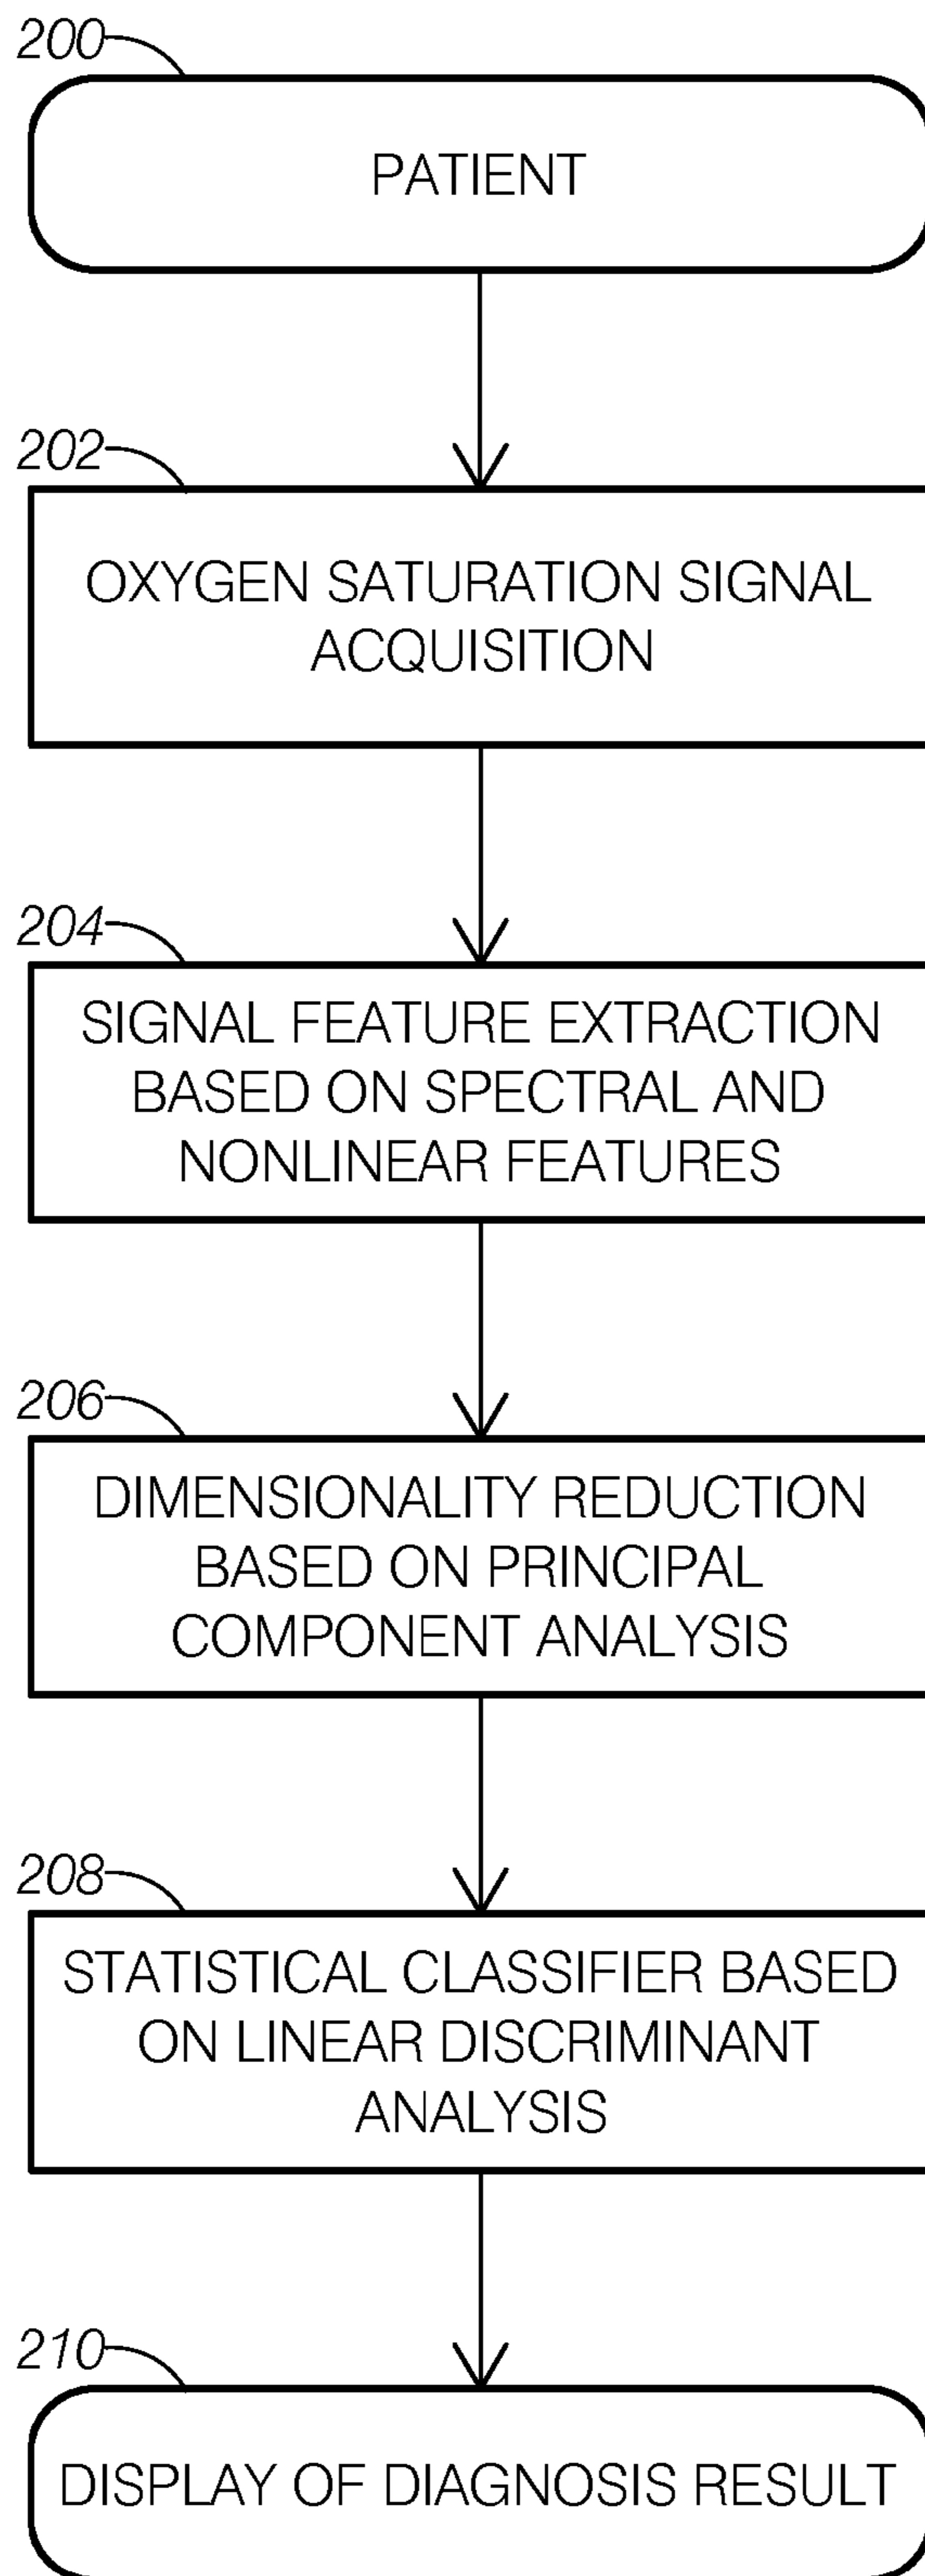 200
PATIENT
202
OXYGEN SATURATION SIGNAL
ACQUISITION
204
SIGNAL FEATURE EXTRACTION
BASED ON SPECTRAL AND
NONLINEAR FEATURES
206
DIMENSIONALITY REDUCTION
BASED ON PRINCIPAL
COMPONENT ANALYSIS
208
STATISTICAL CLASSIFIER BASED
ON LINEAR DISCRIMINANT
ANALYSIS
210
DISPLAY OF DIAGNOSIS RESULT